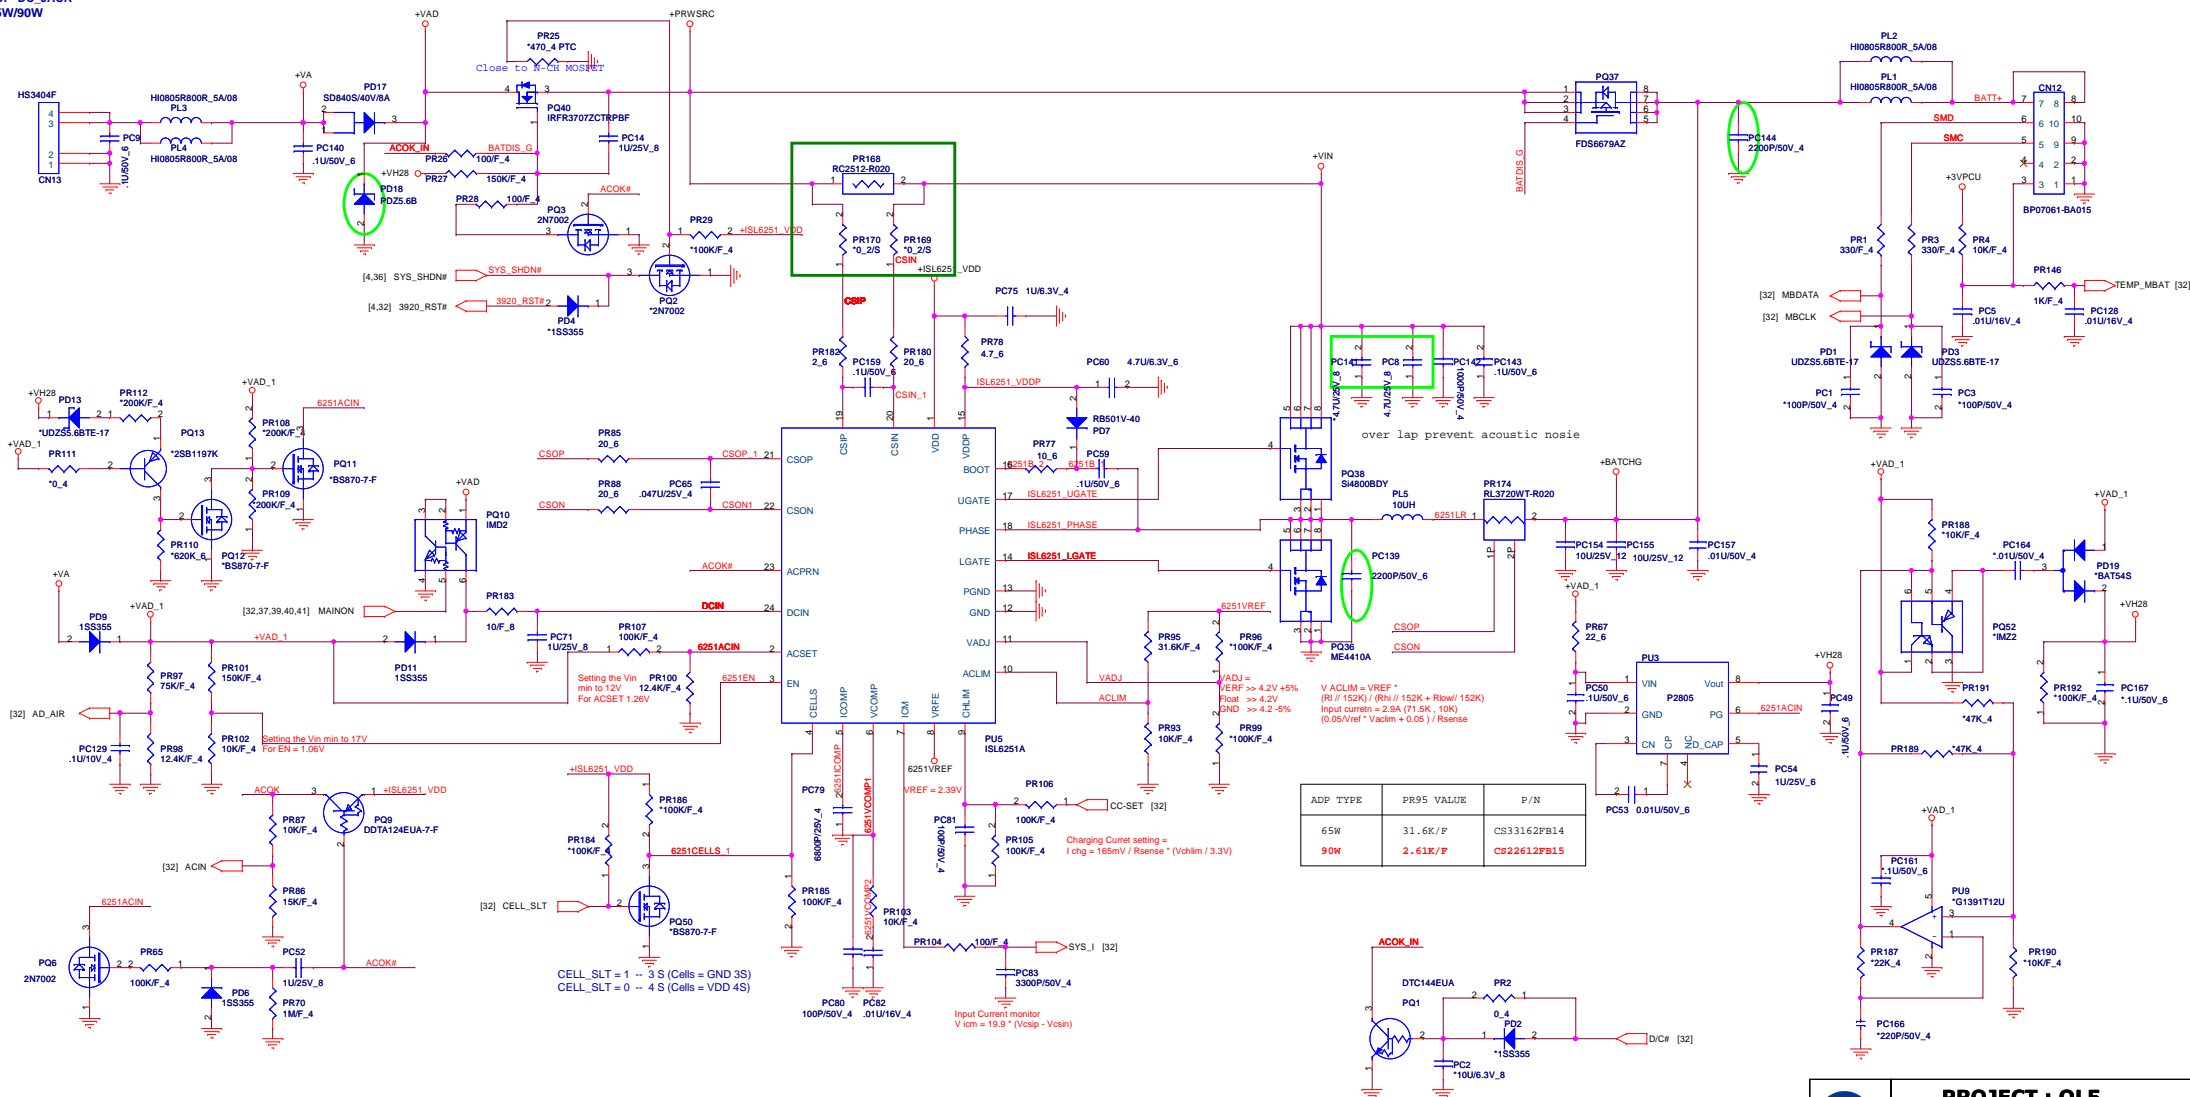 5W/90W
+VAD
+PRWSRC
PR25
*470_4 PTC
Close to N-CH MOSFET
HS3404F
4
3
2
1
CN13
PC9
.1U/50V_6
HI0805R800R_5A/08
PL3
PL4
HI0805R800R_5A/08
+VA
PC140
.1U/50V_6
PD17
SD840S/40V/8A
PQ40
IRFR3707ZCTRPBF
PC14
1U/25V_8
ACOK_IN
PR26
100/F_4
BATDIS_G
+VH28
PR27
150K/F_4
PD18
PDZ5.6B
PR28
100/F_4
PQ3
2N7002
ACOK#
PR29
*100K/F_4
+ISL6251_VDD
[4,36] SYS_SHDN#
SYS_SHDN#
[4,32] 3920_RST#
3920_RST#
PD4
*1SS355
PQ2
*2N7002
PR168
RC2512-R020
PR170
*0_2/S
PR169
*0_2/S
CSIN
CSIP
+VIN
PQ37
FDS6679AZ
BATDIS_G
PC144
2200P/50V_4
PL2
HI0805R800R_5A/08
PL1
HI0805R800R_5A/08
BATT+
CN12
BP07061-BA015
SMD
SMC
+3VPCU
PR1
330/F_4
PR3
330/F_4
PR4
10K/F_4
PR146
1K/F_4
TEMP_MBAT [32]
[32] MBDATA
[32] MBCLK
PC5
.01U/16V_4
PC128
.01U/16V_4
PD1
UDZS5.6BTE-17
PD3
UDZS5.6BTE-17
PC1
*100P/50V_4
PC3
*100P/50V_4
PC75 1U/6.3V_4
PR182
2_6
PC159
.1U/50V_6
PR180
20_6
PR78
4.7_6
CSIN_1
ISL6251_VDDP
PC60 4.7U/6.3V_6
RB501V-40
PD7
PC141
*4.7U/25V_8
PC8
4.7U/25V_8
PC142
1000P/50V_4
PC143
.1U/50V_6
over lap prevent acoustic nosie
+VH28
PD13
*UDZS5.6BTE-17
PR112
*200K/F_4
+VAD_1
PR111
*0_4
PQ13
*2SB1197K
+VAD_1
PR108
*200K/F_4
6251ACIN
PQ11
*BS870-7-F
PR109
200K/F_4
PR110
*620K_6
PQ12
*BS870-7-F
PQ10
IMD2
+VAD
CSOP
PR85
20_6
CSOP_1
CSON
PR88
20_6
CSON1
PC65
.047U/25V_4
21
CSOP
22
CSON
CSIP
CSIN
VDD
VDDP
BOOT
UGATE
PHASE
LGATE
PGND
GND
VADJ
ACLIM
ACPRN
DCIN
ACSET
EN
CELLS
ICOMP
VCOMP
ICM
VRFE
CHLIM
PU5
ISL6251A
PR77
10_6
PC59
.1U/50V_6
ISL6251_UGATE
ISL6251_PHASE
ISL6251_LGATE
PQ38
Si4800BDY
PQ36
ME4410A
PC139
2200P/50V_6
PL5
10UH
6251LR
PR174
RL3720WT-R020
+BATCHG
PC154
10U/25V_12
PC155
10U/25V_12
PC157
.01U/50V_4
CSOP
CSON
+VA
PD9
1SS355
+VAD_1
[32,37,39,40,41] MAINON
PD11
1SS355
PR183
10/F_8
PC71
1U/25V_8
ACOK#
DCIN
PR107
100K/F_4
6251ACIN
6251EN
PR100
12.4K/F_4
Setting the Vin
min to 12V
For ACSET 1.26V
PR97
75K/F_4
PR101
150K/F_4
[32] AD_AIR
PC129
.1U/10V_4
PR98
12.4K/F_4
PR102
10K/F_4
Setting the Vin min to 17V
For EN = 1.06V
6251VREF
PR95
31.6K/F_4
PR96
*100K/F_4
VADJ
ACLIM
PR93
10K/F_4
PR99
*100K/F_4
VADJ =
VERF >> 4.2V +5%
Float >> 4.2V
GND >> 4.2 -5%
V ACLIM = VREF *
(Rl // 152K) / (Rhi // 152K + Rlow// 152K)
Input curretn = 2.9A (71.5K , 10K)
(0.05/Vref * Vaclim + 0.05 ) / Rsense
+VAD_1
PR67
22_6
PC50
.1U/50V_6
PU3
VIN
GND
CN
CP
NC
Vout
PG
ND_CAP
P2805
+VH28
PC49
.1U/50V_6
6251ACIN
PC54
1U/25V_6
PC53 0.01U/50V_6
+VAD_1
PR188
*10K/F_4
PC164
*.01U/50V_4
+VAD_1
PD19
*BAT54S
+VH28
PQ52
*IMZ2
PR191
*47K_4
PR192
*100K/F_4
PC167
*.1U/50V_6
PR189
*47K_4
+VAD_1
PC161
*.1U/50V_6
PU9
*G1391T12U
PR187
*22K_4
PR190
*10K/F_4
PC166
*220P/50V_4
ADP TYPE PR95 VALUE P/N
65W 31.6K/F CS33162FB14
90W 2.61K/F CS22612FB15
ACOK
PQ9
DDTA124EUA-7-F
+ISL6251_VDD
PR87
10K/F_4
[32] ACIN
PR86
15K/F_4
6251ACIN
PQ6
2N7002
PR65
100K/F_4
PC52
1U/25V_8
ACOK#
PD6
1SS355
PR70
1M/F_4
+ISL6251_VDD
PR186
*100K/F_4
PR184
*100K/F_4
6251CELLS_1
[32] CELL_SLT
PQ50
*BS870-7-F
PR185
100K/F_4
CELL_SLT = 1 -- 3 S (Cells = GND 3S)
CELL_SLT = 0 -- 4 S (Cells = VDD 4S)
PC79
6800P/25V_4
6251ICOMP
6251VCOMP1
6251VCOMP2
PR103
10K/F_4
PC80
100P/50V_4
PC82
.01U/16V_4
6251VREF
VREF = 2.39V
PC81
100P/50V_4
PR106
100K/F_4
CC-SET [32]
PR105
100K/F_4
Charging Curret setting =
I chg = 165mV / Rsense * (Vchlim / 3.3V)
PR104
100/F_4
SYS_I [32]
PC83
3300P/50V_4
Input Current monitor
V icm = 19.9 * (Vcsip - Vcsin)
ACOK_IN
DTC144EUA
PQ1
PR2
0_4
PD2
*1SS355
PC2
*10U/6.3V_8
D/C# [32]